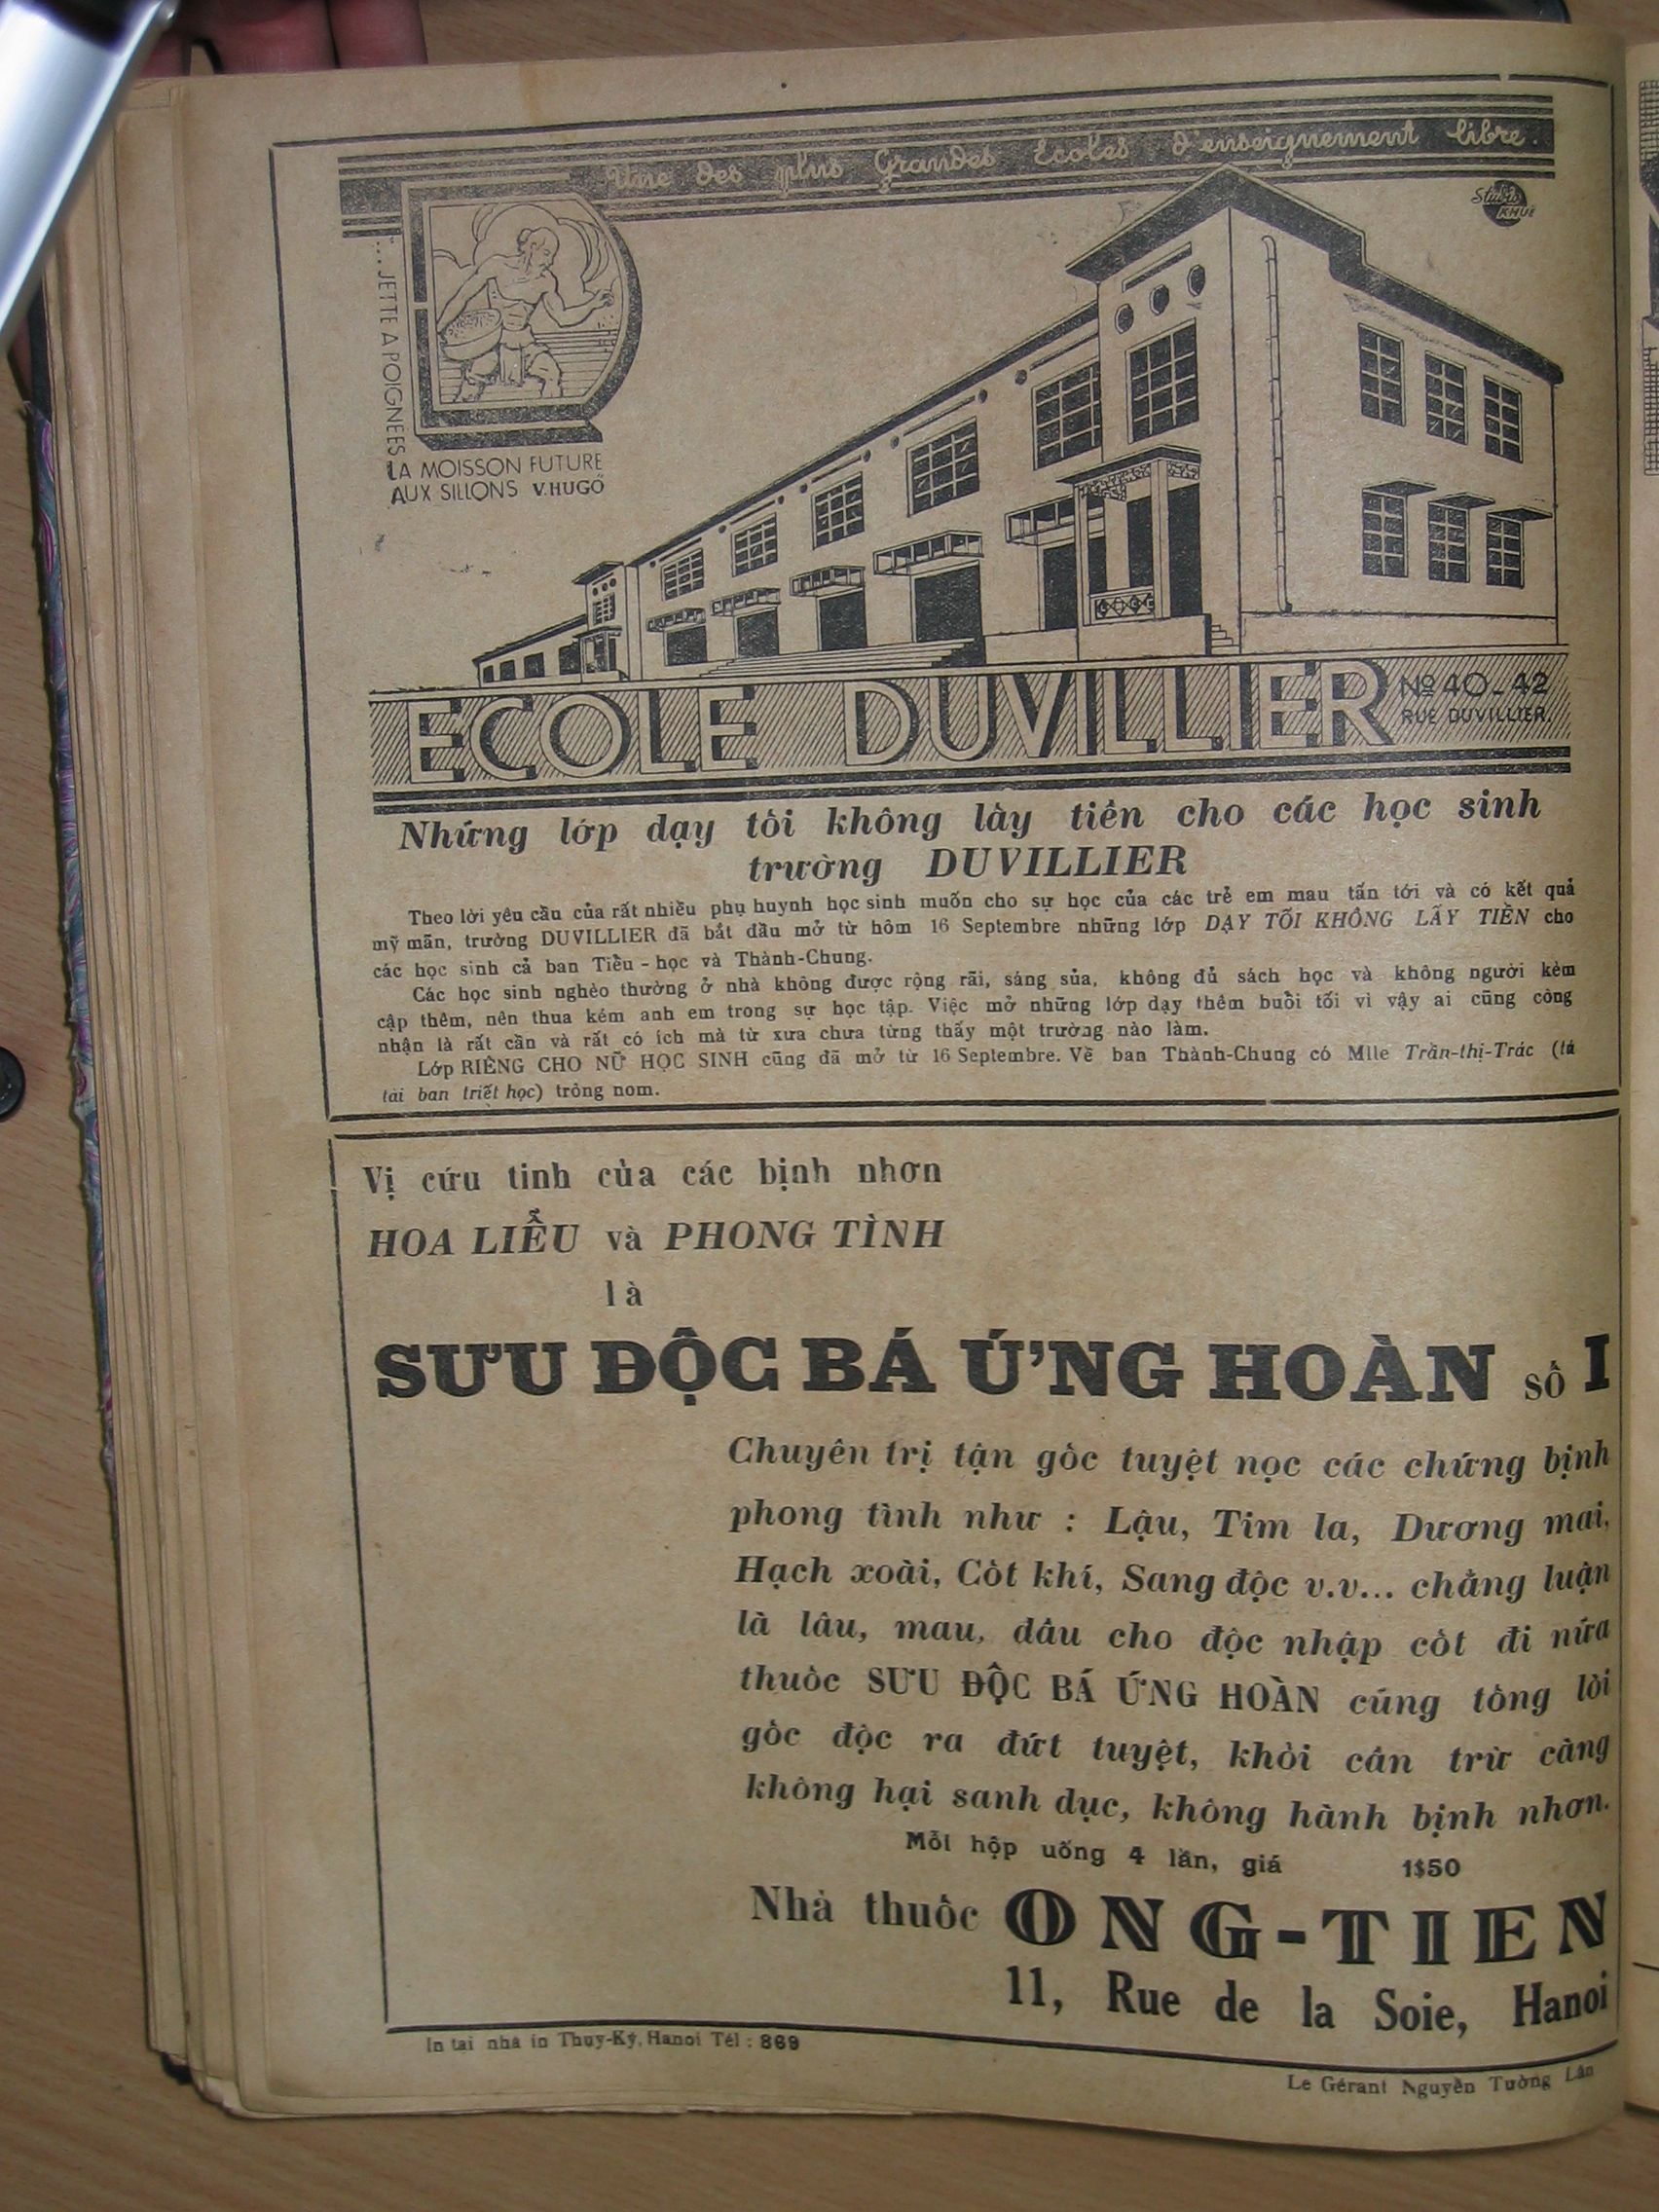 Une des plus Grandes Ecoles d'enseignement libre.
Studio
KHUÊ
"... JETTE A POIGNEES
LA MOISSON FUTURE
AUX SILLONS V. HUGO
ECOLE DUVILLIER
Nº 40-42
RUE DUVILLIER.
Những lớp dạy tối không lấy tiền cho các học sinh
trường DUVILLIER
Theo lời yêu cầu của rất nhiều phụ huynh học sinh muốn cho sự học của các trẻ em mau tấn tới và có kết quả
mỹ mãn, trường DUVILLIER đã bắt đầu mở từ hôm 16 Septembre những lớp DẠY TỐI KHÔNG LẤY TIỀN cho
các học sinh cả ban Tiểu-học và Thành-Chung.
Các học sinh nghèo thường ở nhà không được rộng rãi, sáng sủa, không đủ sách học và không người kèm
cặp thêm, nên thua kém anh em trong sự học tập. Việc mở những lớp dạy thêm buổi tối vì vậy ai cũng công
nhận là rất cần và rất có ích mà từ xưa chưa từng thấy một trường nào làm.
Lớp RIÊNG CHO NỮ HỌC SINH cũng đã mở từ 16 Septembre. Về ban Thành-Chung có Mlle Trần-thị-Trác (tú
tài ban triết học) trông nom.
Vị cứu tinh của các bịnh nhơn
HOA LIỄU và PHONG TÌNH
là
SƯU ĐỘC BÁ ỨNG HOÀN số I
Chuyên trị tận gốc tuyệt nọc các chứng bịnh
phong tình như : Lậu, Tim la, Dương mai,
Hạch xoài, Cốt khí, Sang độc v.v... chẳng luận
là lâu, mau, dầu cho độc nhập cốt đi nữa
thuốc SƯU ĐỘC BÁ ỨNG HOÀN cũng tống lôi
gốc độc ra đứt tuyệt, khỏi cần trừ căng
không hại sanh dục, không hành bịnh nhơn.
Mỗi hộp uống 4 lần, giá 1$50
Nhà thuốc ONG-TIEN
11, Rue de la Soie, Hanoi
In tại nhà in Thụy-Ký, Hanoi Tél : 869
Le Gérant Nguyễn Tường Lân